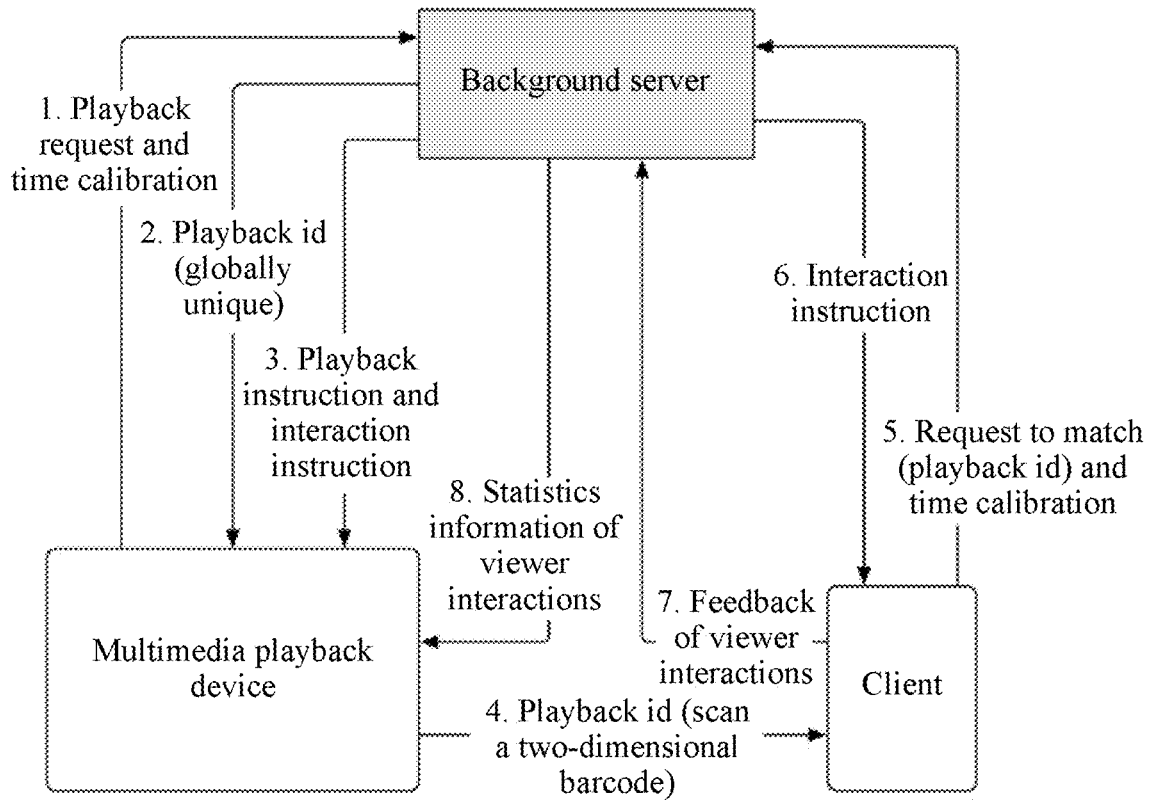 Background server
1. Playback
request and
time calibration
2. Playback id
(globally
unique)
3. Playback
instruction and
interaction
instruction
8. Statistics
information of
viewer
interactions
6. Interaction
instruction
5. Request to match
(playback id) and
time calibration
7. Feedback
of viewer
interactions
Multimedia playback
device
4. Playback id (scan
a two-dimensional
barcode)
Client